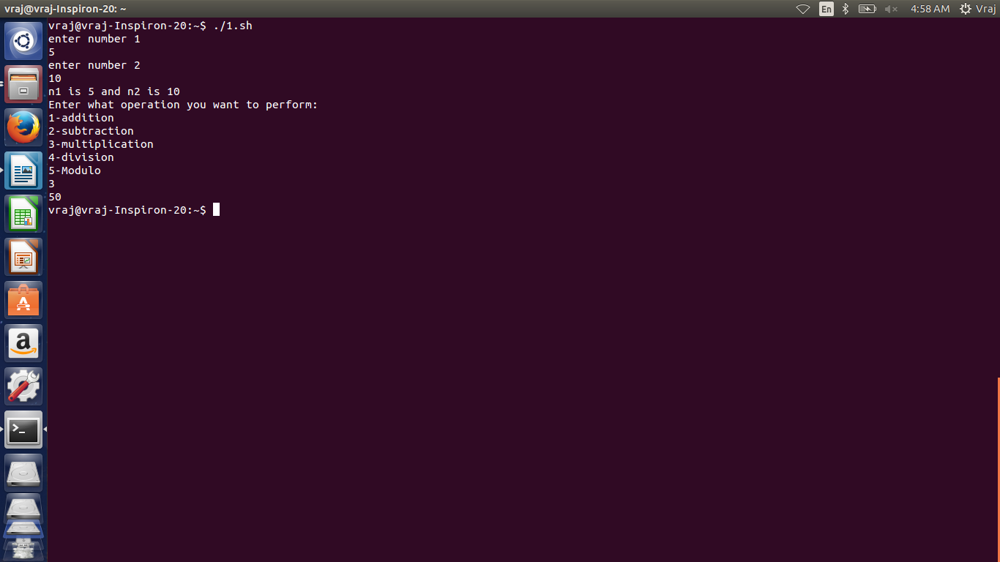 vraj@vraj-Inspiron-20: ~
En
4:58 AM
Vraj
vraj@vraj-Inspiron-20:~$ ./1.sh
enter number 1
5
enter number 2
10
n1 is 5 and n2 is 10
Enter what operation you want to perform:
1-addition
2-subtraction
3-multiplication
4-division
5-Modulo
3
50
vraj@vraj-Inspiron-20:~$
A
a
>_